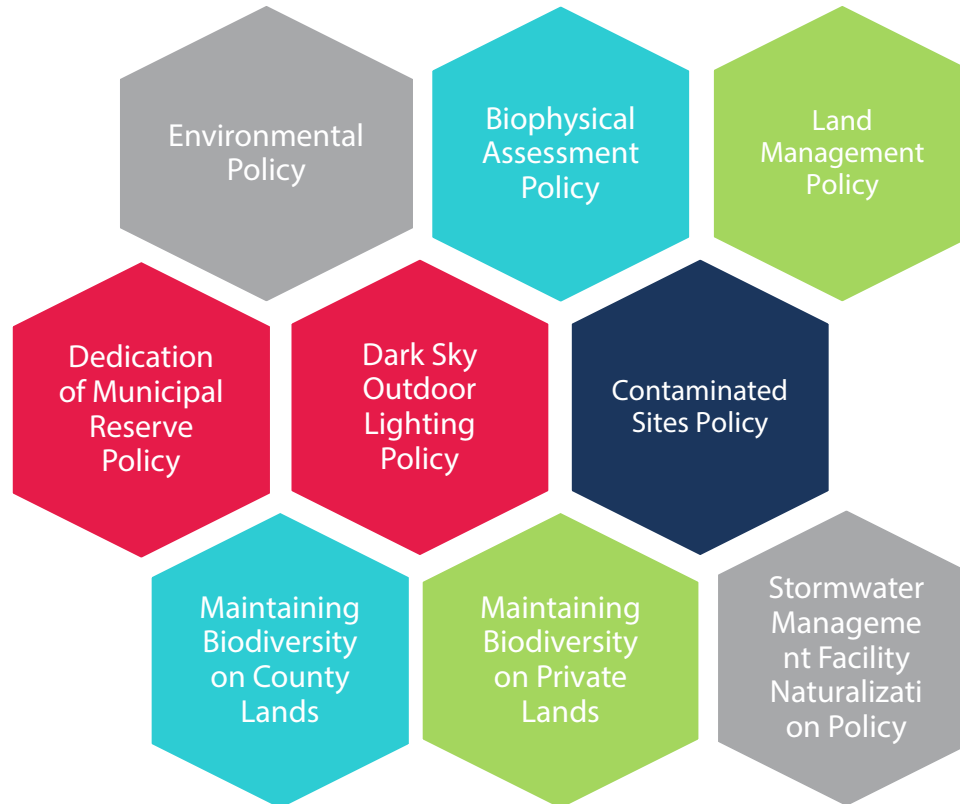 Environmental
Policy
Biophysical
Assessment
Policy
Land
Management
Policy
Dedication
of Municipal
Reserve
Policy
Dark Sky
Outdoor
Lighting
Policy
Contaminated
Sites Policy
Maintaining
Biodiversity
on County
Lands
Maintaining
Biodiversity
on Private
Lands
Stormwater
Manageme
nt Facility
Naturalizati
on Policy